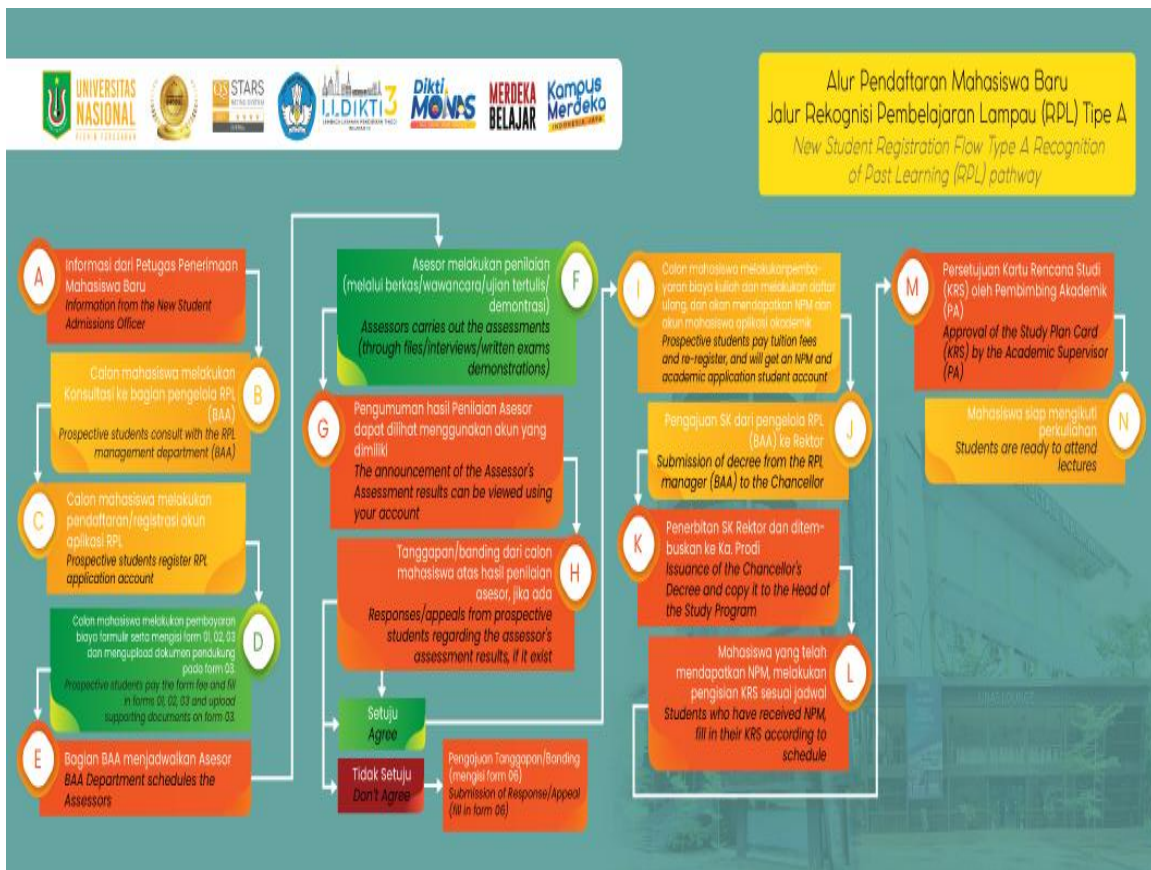 UNIVERSITAS
NASIONAL
QS STARS
RATING SYSTEM
LLDIKTI 3
Dikti
MONAS
MERDEKA
BELAJAR
Kampus
Merdeka
INDONESIA JAYA
Alur Pendaftaran Mahasiswa Baru
Jalur Rekognisi Pembelajaran Lampau (RPL) Tipe A
New Student Registration Flow Type A Recognition
of Past Learning (RPL) pathway
A
Informasi dari Petugas Penerimaan
Mahasiswa Baru
Information from the New Student
Admissions Officer
B
Calon mahasiswa melakukan
Konsultasi ke bagian pengelola RPL
(BAA)
Prospective students consult with the RPL
management department (BAA)
C
Calon mahasiswa melakukan
pendaftaran/registrasi akun
aplikasi RPL
Prospective students register RPL
application account
D
Calon mahasiswa melakukan pembayaran
biaya formulir serta mengisi form 01, 02, 03
dan mengupload dokumen pendukung
pada form 03.
Prospective students pay the form fee and fill
in forms 01, 02, 03 and upload
supporting documents on form 03.
E
Bagian BAA menjadwalkan Asesor
BAA Department schedules the
Assessors
F
Asesor melakukan penilaian
(melalui berkas/wawancara/ujian tertulis/
demontrasi)
Assessors carries out the assessments
(through files/interviews/written exams
demonstrations)
G
Pengumuman hasil Penilaian Asesor
dapat dilihat menggunakan akun yang
dimiliki
The announcement of the Assessor's
Assessment results can be viewed using
your account
H
Tanggapan/banding dari calon
mahasiswa atas hasil penilaian
asesor, jika ada
Responses/appeals from prospective
students regarding the assessor's
assessment results, if it exist
Setuju
Agree
Tidak Setuju
Don't Agree
Pengajuan Tanggapan/Banding
(mengisi form 06)
Submission of Response/Appeal
(fill in form 06)
I
Calon mahasiswa melakukanpemba-
yaran biaya kuliah dan melakukan daftar
ulang, dan akan mendapatkan NPM dan
akun mahasiswa aplikasi akademik
Prospective students pay tuition fees
and re-register, and will get an NPM and
academic application student account
J
Pengajuan SK dari pengelola RPL
(BAA) ke Rektor
Submission of decree from the RPL
manager (BAA) to the Chancellor
K
Penerbitan SK Rektor dan ditem-
buskan ke Ka. Prodi
Issuance of the Chancellor's
Decree and copy it to the Head of
the Study Program
L
Mahasiswa yang telah
mendapatkan NPM, melakukan
pengisian KRS sesuai jadwal
Students who have received NPM,
fill in their KRS according to
schedule
M
Persetujuan Kartu Rencana Studi
(KRS) oleh Pembimbing Akademik
(PA)
Approval of the Study Plan Card
(KRS) by the Academic Supervisor
(PA)
N
Mahasiswa siap mengikuti
perkuliahan
Students are ready to attend
lectures